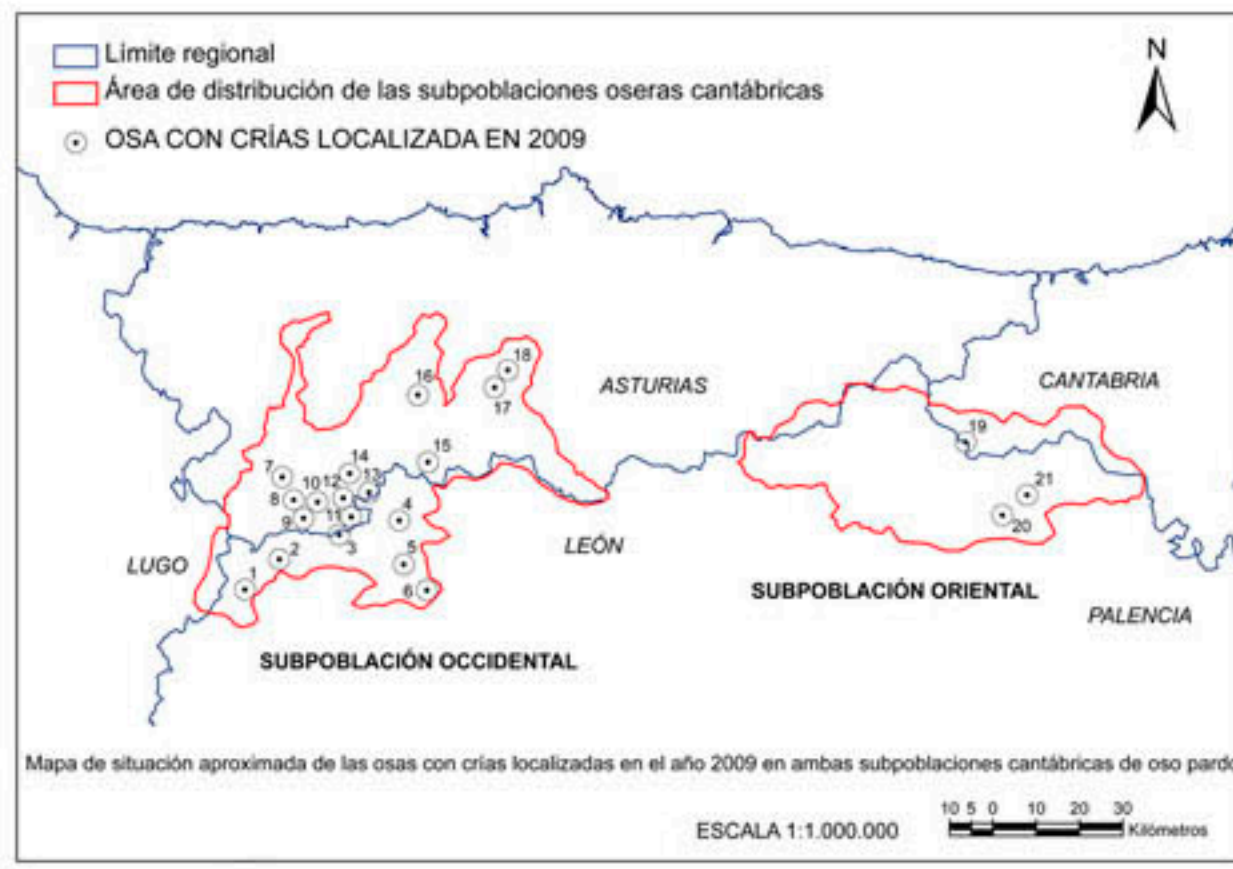 Límite regional
Área de distribución de las subpoblaciones oseras cantábricas
OSA CON CRÍAS LOCALIZADA EN 2009
N
ASTURIAS
CANTABRIA
LUGO
LEÓN
PALENCIA
18
16
17
19
15
14
7
12
13
10
8
21
9
11
4
20
3
2
5
1
6
SUBPOBLACIÓN ORIENTAL
SUBPOBLACIÓN OCCIDENTAL
Mapa de situación aproximada de las osas con crías localizadas en el año 2009 en ambas subpoblaciones cantábricas de oso pardo
ESCALA 1:1.000.000
10 5 0 10 20 30
Kilómetros